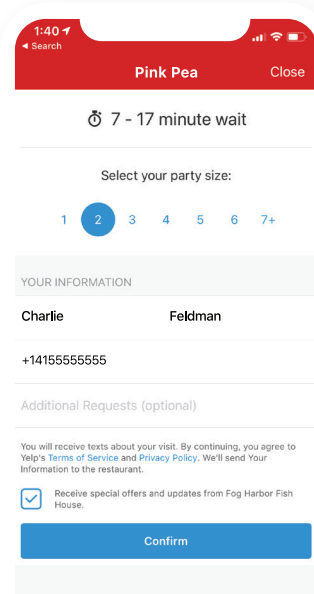 1:40
Search
Pink Pea Close
7 - 17 minute wait
Select your party size:
1 2 3 4 5 6 7+
YOUR INFORMATION
Charlie Feldman
+14155555555
Additional Requests (optional)
You will receive texts about your visit. By continuing, you agree to
Yelp's Terms of Service and Privacy Policy. We'll send Your
Information to the restaurant.
Receive special offers and updates from Fog Harbor Fish
House.
Confirm